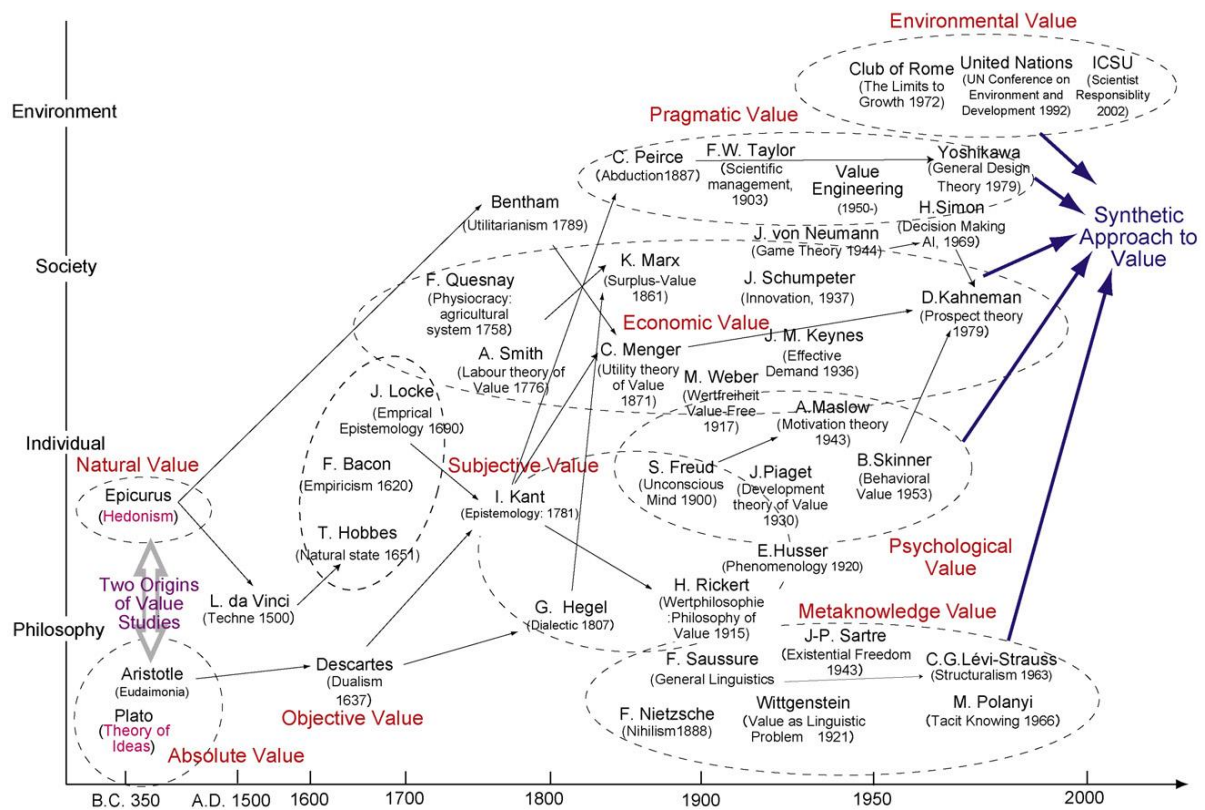 Environmental Value
Club of Rome
(The Limits to
Growth 1972)
United Nations
(UN Conference on
Environment and
Development 1992)
ICSU
(Scientist
Responsiblity
2002)
Environment
Pragmatic Value
C. Peirce
(Abduction1887)
F.W. Taylor
(Scientific
management,
1903)
Value
Engineering
(1950-)
Yoshikawa
(General Design
Theory 1979)
Bentham
(Utilitarianism 1789)
H.Simon
(Decision Making
AI, 1969)
J. von Neumann
(Game Theory 1944)
Synthetic
Approach to
Value
Society
F. Quesnay
(Physiocracy:
agricultural
system 1758)
K. Marx
(Surplus-Value
1861)
J. Schumpeter
(Innovation, 1937)
D.Kahneman
(Prospect theory
1979)
Economic Value
A. Smith
(Labour theory of
Value 1776)
C. Menger
(Utility theory
of Value
1871)
J. M. Keynes
(Effective
Demand 1936)
M. Weber
(Wertfreiheit
Value-Free
1917)
J. Locke
(Emprical
Epistemology 1690)
A.Maslow
(Motivation theory
1943)
Individual
Natural Value
Epicurus
(Hedonism)
F. Bacon
(Empiricism 1620)
T. Hobbes
(Natural state 1651)
Subjective Value
I. Kant
(Epistemology: 1781)
S. Freud
(Unconscious
Mind 1900)
J.Piaget
(Development
theory of Value
1930)
B.Skinner
(Behavioral
Value 1953)
Psychological
Value
E.Husser
(Phenomenology 1920)
Two Origins
of Value
Studies
L. da Vinci
(Techne 1500)
G. Hegel
(Dialectic 1807)
H. Rickert
(Wertphilosophie
:Philosophy of
Value 1915)
Metaknowledge Value
Philosophy
Aristotle
(Eudaimonia)
Plato
(Theory of
Ideas)
Absolute Value
Descartes
(Dualism
1637)
Objective Value
J-P. Sartre
(Existential Freedom
1943)
F. Saussure
(General Linguistics
C.G.Lévi-Strauss
(Structuralism 1963)
F. Nietzsche
(Nihilism1888)
Wittgenstein
(Value as Linguistic
Problem 1921)
M. Polanyi
(Tacit Knowing 1966)
B.C. 350 A.D. 1500 1600 1700 1800 1900 1950 2000